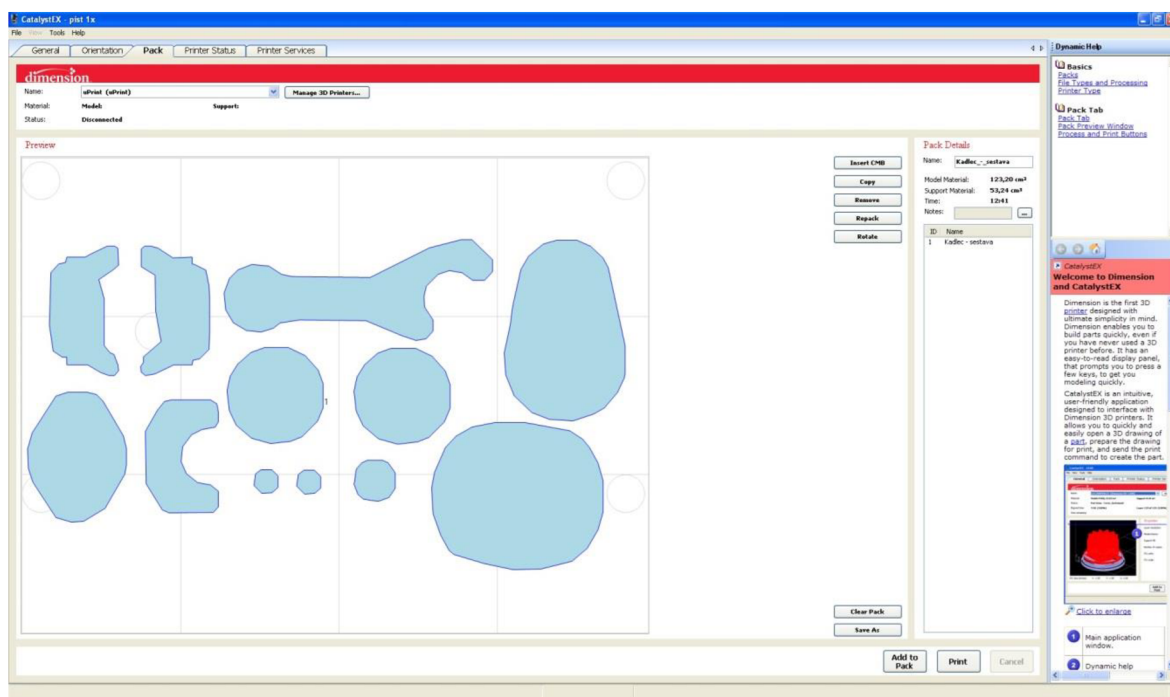 CatalystEX - pist 1x
File View Tools Help
General Orientation Pack Printer Status Printer Services
dimension
Name: uPrint (uPrint) Manage 3D Printers...
Material: Model: Support:
Status: Disconnected
Preview
1
Insert CMB
Copy
Remove
Repack
Rotate
Clear Pack
Save As
Pack Details
Name: Kadlec_-_sestava
Model Material: 123,20 cm³
Support Material: 53,24 cm³
Time: 12:41
Notes: ...
ID Name
1 Kadlec - sestava
Add to
Pack
Print
Cancel
Dynamic Help
Basics
Packs
File Types and Processing
Printer Type
Pack Tab
Pack Tab
Pack Preview Window
Process and Print Buttons
CatalystEX
Welcome to Dimension
and CatalystEX
Dimension is the first 3D
printer designed with
ultimate simplicity in mind.
Dimension enables you to
build parts quickly, even if
you have never used a 3D
printer before. It has an
easy-to-read display panel,
that prompts you to press a
few keys, to get you
modeling quickly.
CatalystEX is an intuitive,
user-friendly application
designed to interface with
Dimension 3D printers. It
allows you to quickly and
easily open a 3D drawing of
a part, prepare the drawing
for print, and send the print
command to create the part.
Click to enlarge
1 Main application
window.
2 Dynamic help